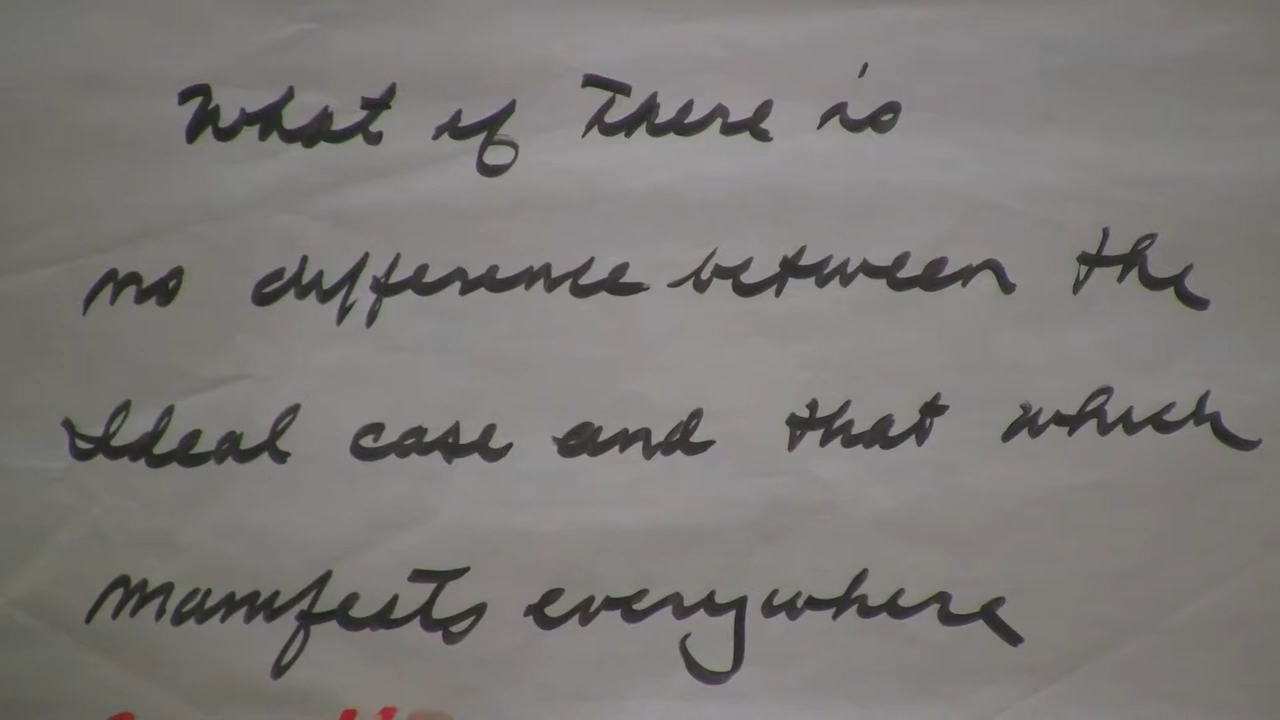 What if There is
no difference between the
Ideal case and that which
manifests everywhere